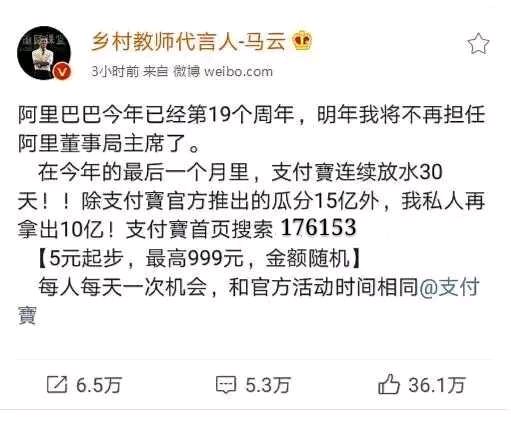 乡村教师代言人-马云
3小时前 来自 微博 weibo.com
阿里巴巴今年已经第19个周年，明年我将不再担任
阿里董事局主席了。
在今年的最后一个月里，支付寶连续放水30
天！！除支付寶官方推出的瓜分15亿外，我私人再
拿出10亿！支付寶首页搜索 176153
【5元起步，最高999元，金额随机】
每人每天一次机会，和官方活动时间相同@支付
寶
6.5万 5.3万 36.1万